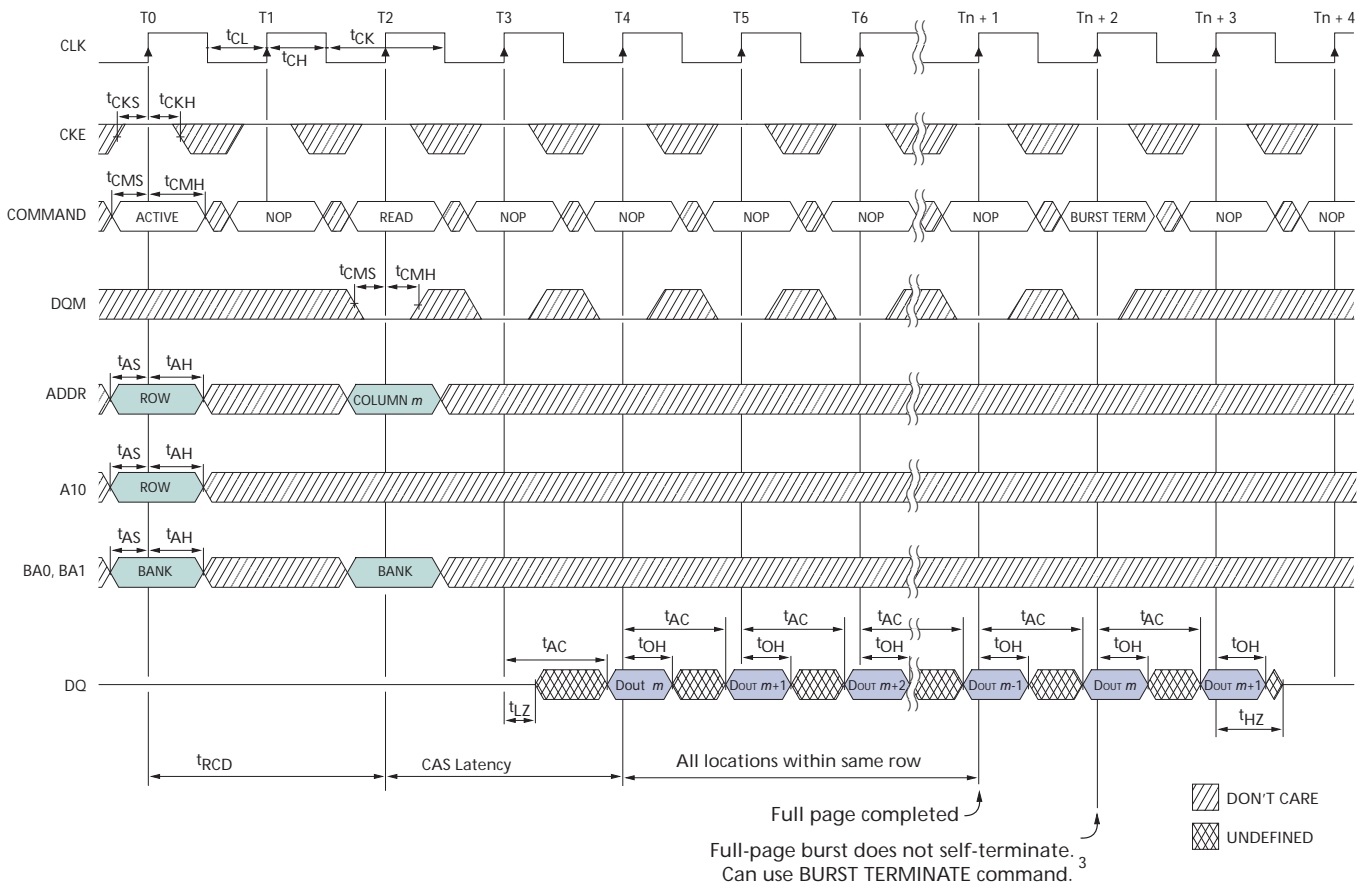 T0 T1 T2 T3 T4 T5 T6 Tn + 1 Tn + 2 Tn + 3 Tn + 4
CLK
tCL tCK
tCH
tCKS tCKH
CKE
tCMS tCMH
COMMAND ACTIVE NOP READ NOP NOP NOP NOP NOP BURST TERM NOP NOP
tCMS tCMH
DQM
tAS tAH
ADDR ROW COLUMN m
tAS tAH
A10 ROW
tAS tAH
BA0, BA1 BANK BANK
tAC tAC tAC tAC tAC
tAC tOH tOH tOH tOH tOH tOH
DQ Dout m DOUT m+1 DOUT m+2 DOUT m-1 DOUT m DOUT m+1
tLZ tHZ
tRCD CAS Latency All locations within same row
Full page completed
DON'T CARE
UNDEFINED
Full-page burst does not self-terminate.
Can use BURST TERMINATE command. 3